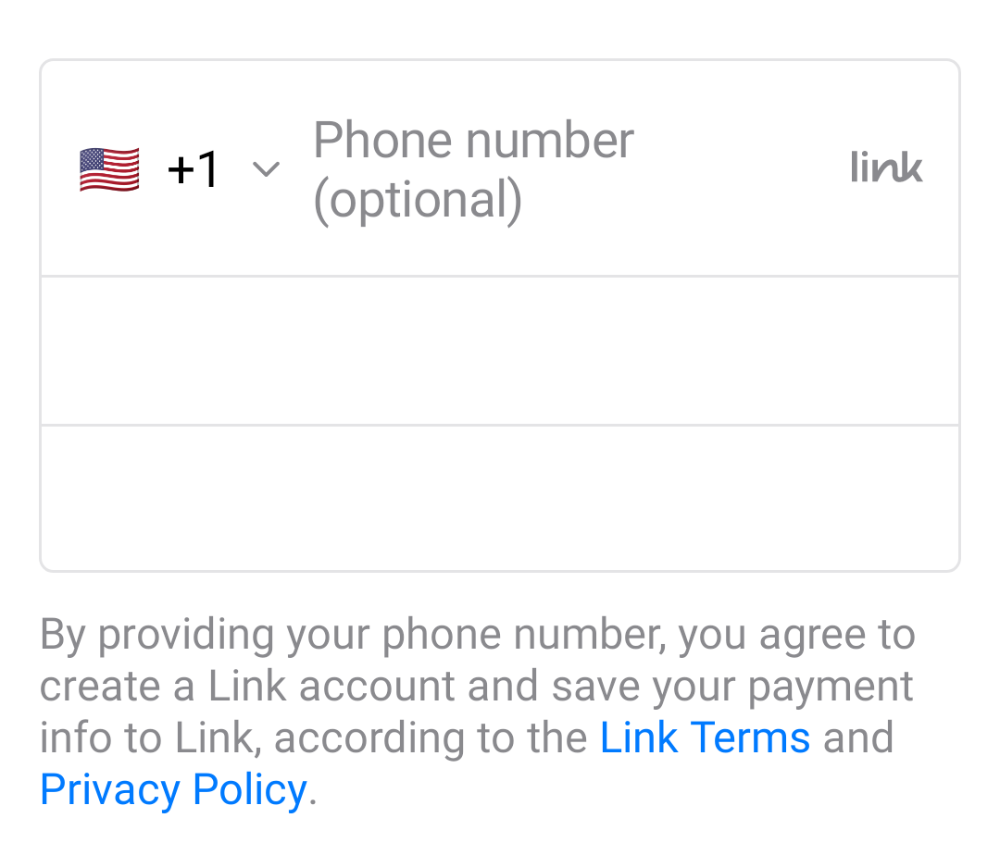 +1
Phone number
(optional)
link
By providing your phone number, you agree to
create a Link account and save your payment
info to Link, according to the Link Terms and
Privacy Policy.